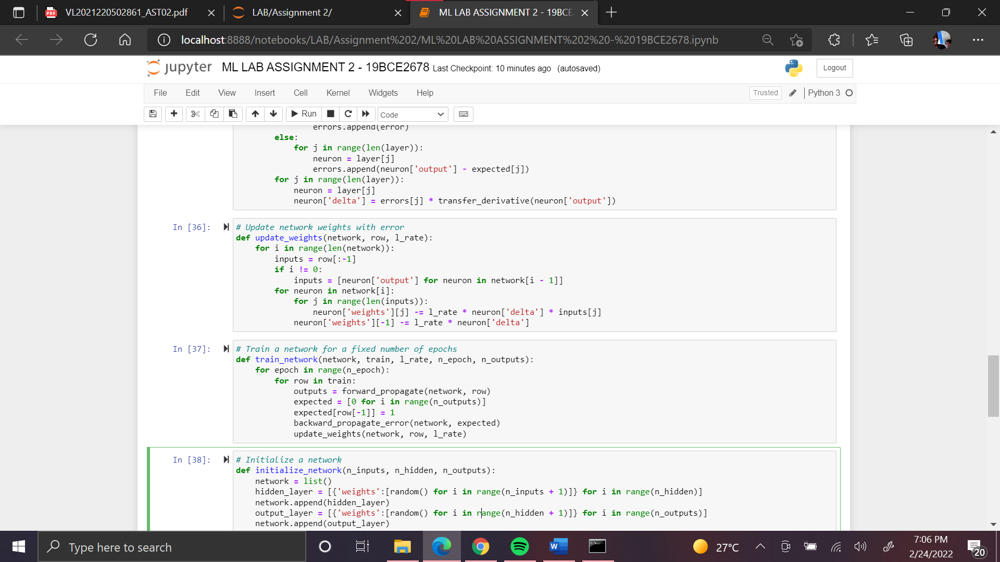 VL2021220502861_AST02.pdf
LAB/Assignment 2/
ML LAB ASSIGNMENT 2 - 19BCE
localhost:8888/notebooks/LAB/Assignment%202/ML%20LAB%20ASSIGNMENT%202%20-%2019BCE2678.ipynb
jupyter ML LAB ASSIGNMENT 2 - 19BCE2678 Last Checkpoint: 10 minutes ago (autosaved)
Logout
File Edit View Insert Cell Kernel Widgets Help
Trusted Python 3
Run Code
errors.append(error)
else:
for j in range(len(layer)):
neuron = layer[j]
errors.append(neuron['output'] - expected[j])
for j in range(len(layer)):
neuron = layer[j]
neuron['delta'] = errors[j] * transfer_derivative(neuron['output'])
In [36]: # Update network weights with error
def update_weights(network, row, l_rate):
for i in range(len(network)):
inputs = row[:-1]
if i != 0:
inputs = [neuron['output'] for neuron in network[i - 1]]
for neuron in network[i]:
for j in range(len(inputs)):
neuron['weights'][j] -= l_rate * neuron['delta'] * inputs[j]
neuron['weights'][-1] -= l_rate * neuron['delta']
In [37]: # Train a network for a fixed number of epochs
def train_network(network, train, l_rate, n_epoch, n_outputs):
for epoch in range(n_epoch):
for row in train:
outputs = forward_propagate(network, row)
expected = [0 for i in range(n_outputs)]
expected[row[-1]] = 1
backward_propagate_error(network, expected)
update_weights(network, row, l_rate)
In [38]: # Initialize a network
def initialize_network(n_inputs, n_hidden, n_outputs):
network = list()
hidden_layer = [{'weights':[random() for i in range(n_inputs + 1)]} for i in range(n_hidden)]
network.append(hidden_layer)
output_layer = [{'weights':[random() for i in range(n_hidden + 1)]} for i in range(n_outputs)]
network.append(output_layer)
Type here to search
27°C
7:06 PM
2/24/2022
20